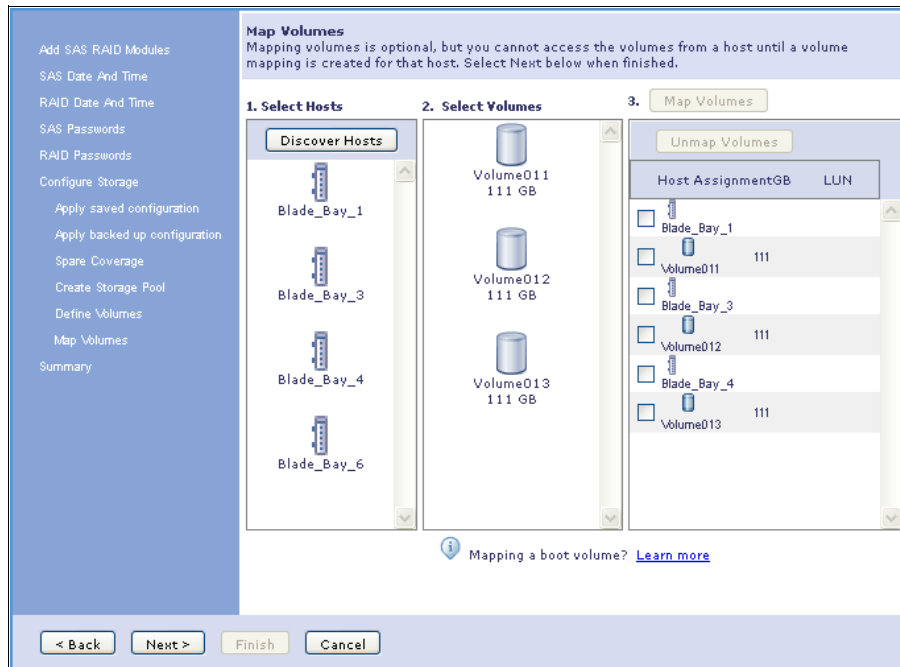 Add SAS RAID Modules
SAS Date And Time
RAID Date And Time
SAS Passwords
RAID Passwords
Configure Storage
Apply saved configuration
Apply backed up configuration
Spare Coverage
Create Storage Pool
Define Volumes
Map Volumes
Summary
Map Volumes
Mapping volumes is optional, but you cannot access the volumes from a host until a volume
mapping is created for that host. Select Next below when finished.
1. Select Hosts
Discover Hosts
Blade_Bay_1
Blade_Bay_3
Blade_Bay_4
Blade_Bay_6
2. Select Volumes
Volume011
111 GB
Volume012
111 GB
Volume013
111 GB
3. Map Volumes
Unmap Volumes
Host AssignmentGB LUN
Blade_Bay_1
Volume011 111
Blade_Bay_3
Volume012 111
Blade_Bay_4
Volume013 111
Mapping a boot volume? Learn more
< Back Next > Finish Cancel